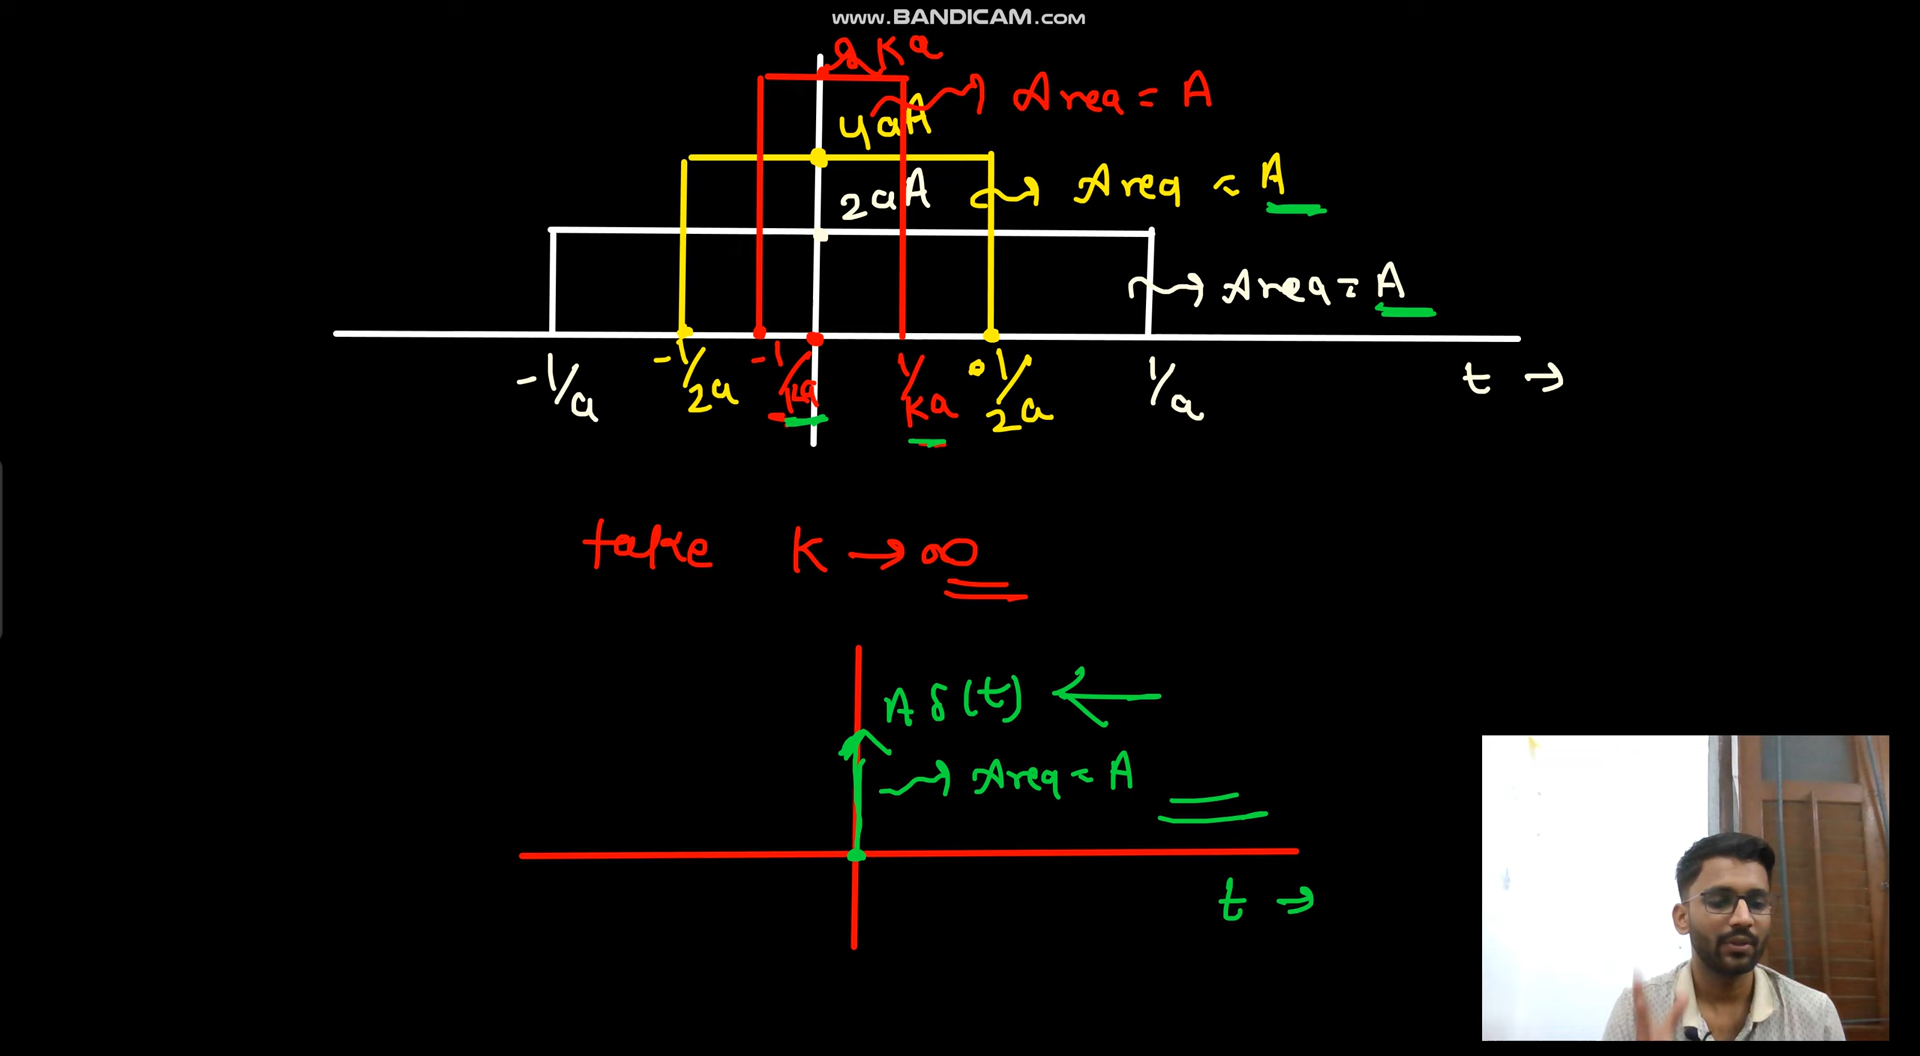 www.BANDICAM.com
2Ka
Area = A
4aA
Area = A
2aA
Area = A
-1/a -1/2a -1/Ka 1/Ka 1/2a 1/a t →
take K → ∞
A δ(t) ←
Area = A
t →